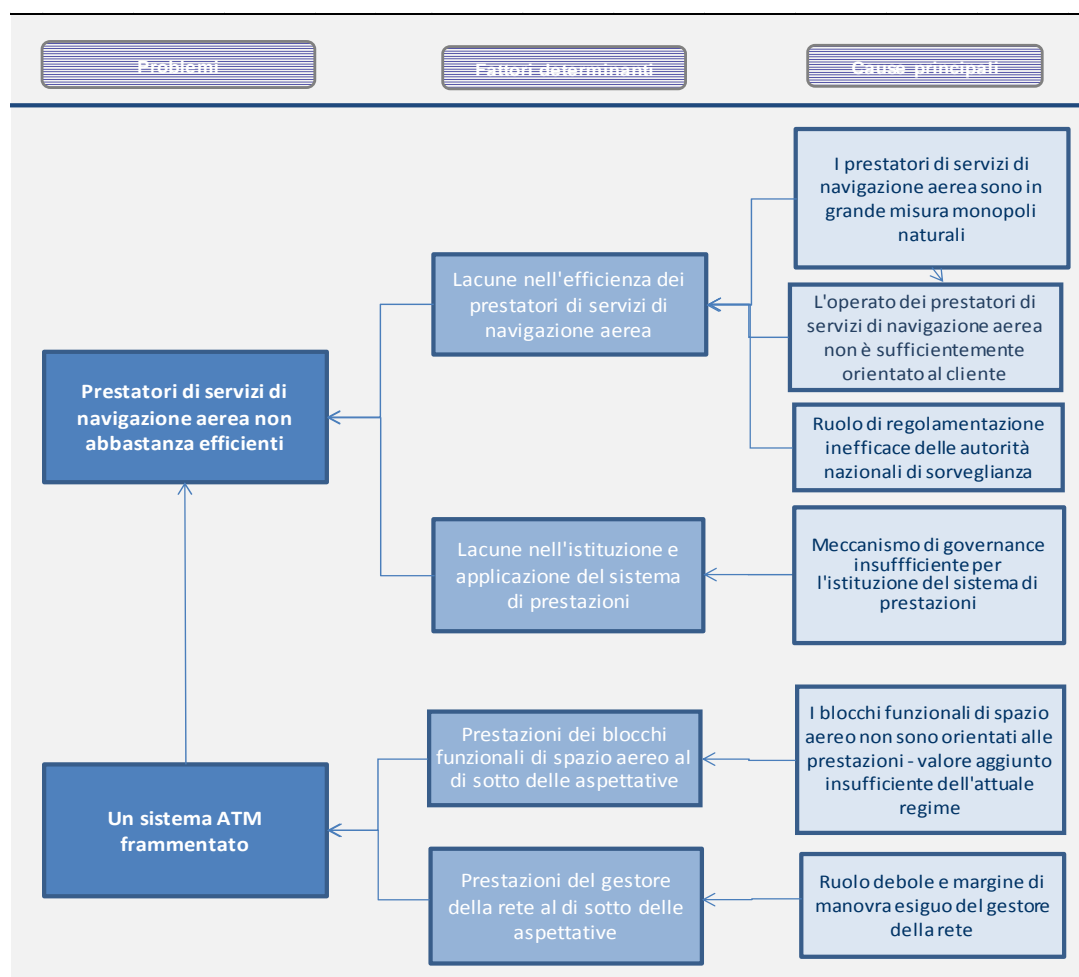 Problemi
Fattori determinanti
Cause principali
I prestatori di servizi di
navigazione aerea sono in
grande misura monopoli
naturali
Lacune nell'efficienza dei
prestatori di servizi di
navigazione aerea
L'operato dei prestatori di
servizi di navigazione aerea
non è sufficientemente
orientato al cliente
Prestatori di servizi di
navigazione aerea non
abbastanza efficienti
Ruolo di regolamentazione
inefficace delle autorità
nazionali di sorveglianza
Lacune nell'istituzione e
applicazione del sistema
di prestazioni
Meccanismo di governance
insuffficiente per
l'istituzione del sistema di
prestazioni
Prestazioni dei blocchi
funzionali di spazio aereo al
di sotto delle aspettative
I blocchi funzionali di spazio
aereo non sono orientati alle
prestazioni - valore aggiunto
insufficiente dell'attuale
regime
Un sistema ATM
frammentato
Prestazioni del gestore
della rete al di sotto delle
aspettative
Ruolo debole e margine di
manovra esiguo del gestore
della rete